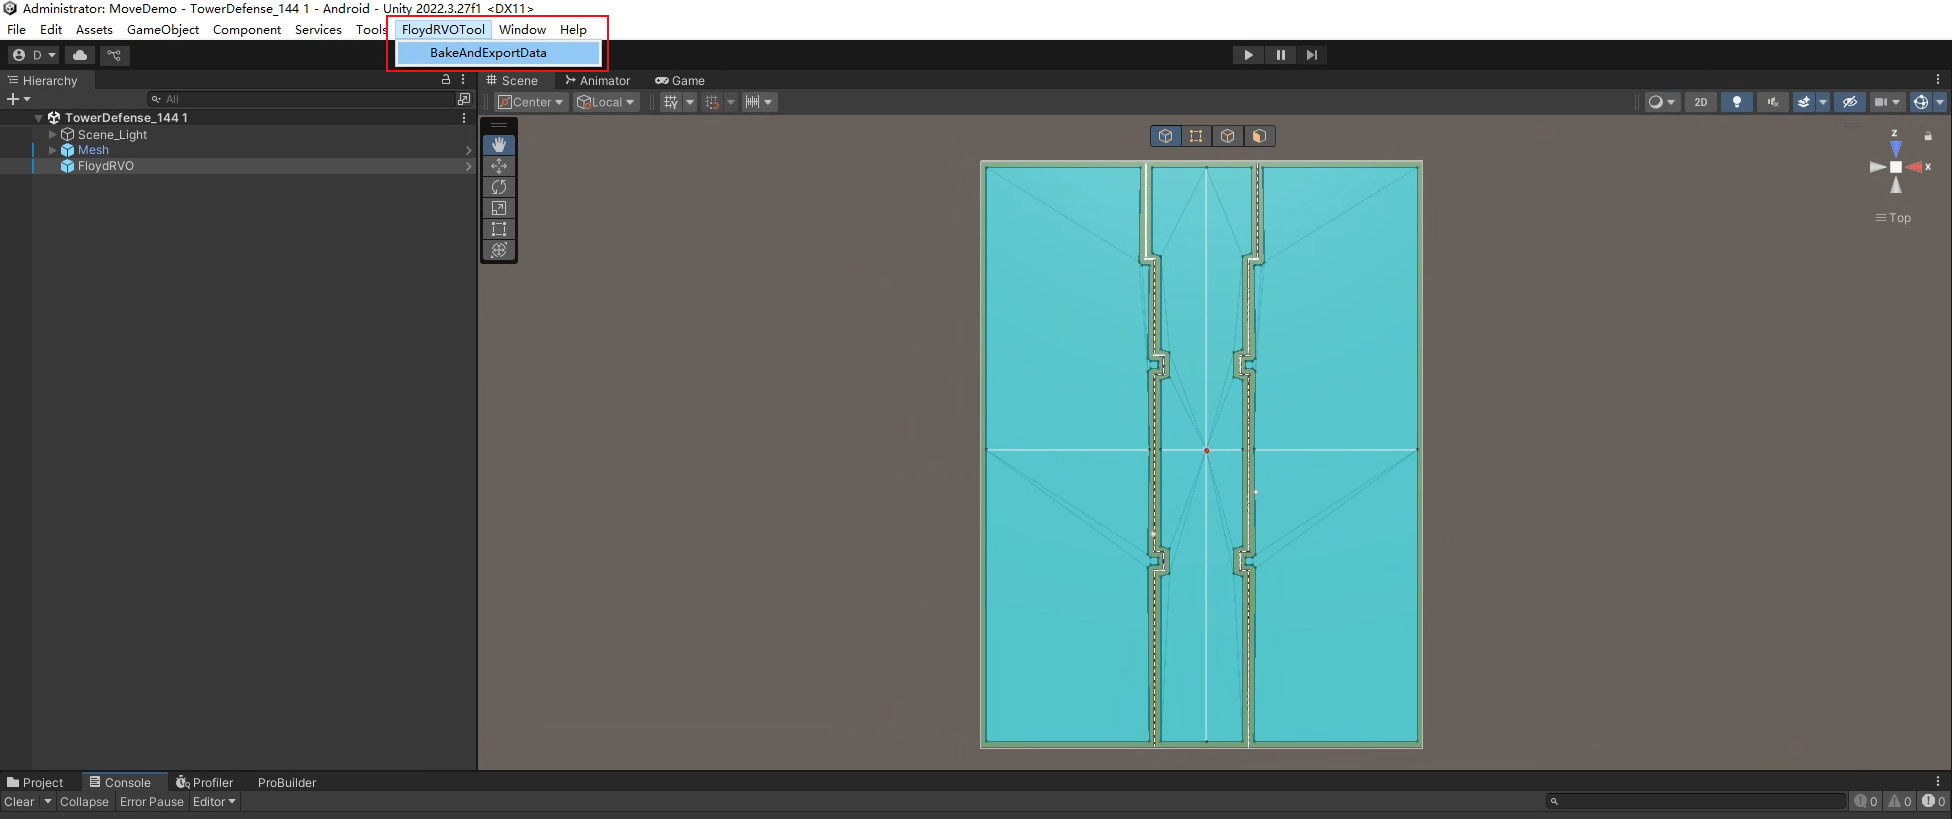 Administrator: MoveDemo - TowerDefense_144 1 - Android - Unity 2022.3.27f1 <DX11>
File Edit Assets GameObject Component Services Tools FloydRVOTool Window Help
BakeAndExportData
D
Hierarchy
Scene Animator Game
All
Center Local
2D
TowerDefense_144 1
Scene_Light
Mesh
FloydRVO
z
x
Top
Project Console Profiler ProBuilder
Clear Collapse Error Pause Editor
0 0 0